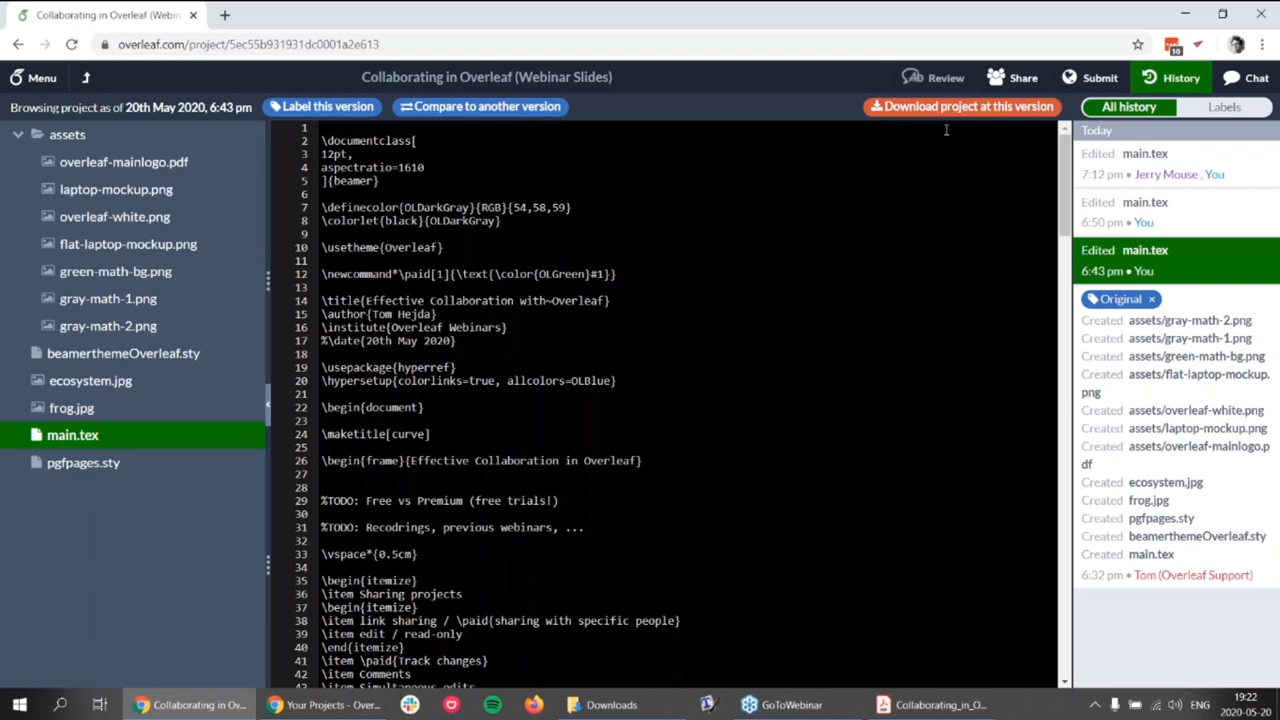 Collaborating in Overleaf (Webin
overleaf.com/project/5ec55b931931dc0001a2e613
10
Menu
Collaborating in Overleaf (Webinar Slides)
Review
Share
Submit
History
Chat
Browsing project as of 20th May 2020, 6:43 pm
Label this version
Compare to another version
Download project at this version
All history
Labels
assets
overleaf-mainlogo.pdf
laptop-mockup.png
overleaf-white.png
flat-laptop-mockup.png
green-math-bg.png
gray-math-1.png
gray-math-2.png
beamerthemeOverleaf.sty
ecosystem.jpg
frog.jpg
main.tex
pgfpages.sty
1
2 \documentclass[
3 12pt,
4 aspectratio=1610
5 ]{beamer}
6
7 \definecolor{OLDarkGray}{RGB}{54,58,59}
8 \colorlet{black}{OLDarkGray}
9
10 \usetheme{Overleaf}
11
12 \newcommand*\paid[1]{\text{\color{OLGreen}#1}}
13
14 \title{Effective Collaboration with~Overleaf}
15 \author{Tom Hejda}
16 \institute{Overleaf Webinars}
17 %\date{20th May 2020}
18
19 \usepackage{hyperref}
20 \hypersetup{colorlinks=true, allcolors=OLBlue}
21
22 \begin{document}
23
24 \maketitle[curve]
25
26 \begin{frame}{Effective Collaboration in Overleaf}
27
28
29 %TODO: Free vs Premium (free trials!)
30
31 %TODO: Recodrings, previous webinars, ...
32
33 \vspace*{0.5cm}
34
35 \begin{itemize}
36 \item Sharing projects
37 \begin{itemize}
38 \item link sharing / \paid{sharing with specific people}
39 \item edit / read-only
40 \end{itemize}
41 \item \paid{Track changes}
42 \item Comments
43 \item Simultaneous edits
Today
Edited main.tex
7:12 pm • Jerry Mouse , You
Edited main.tex
6:50 pm • You
Edited main.tex
6:43 pm • You
Original ×
Created assets/gray-math-2.png
Created assets/gray-math-1.png
Created assets/green-math-bg.png
Created assets/flat-laptop-mockup.
png
Created assets/overleaf-white.png
Created assets/laptop-mockup.png
Created assets/overleaf-mainlogo.p
df
Created ecosystem.jpg
Created frog.jpg
Created pgfpages.sty
Created beamerthemeOverleaf.sty
Created main.tex
6:32 pm • Tom (Overleaf Support)
Collaborating in Ov...
Your Projects - Over...
Downloads
GoToWebinar
Collaborating_in_O...
ENG
19:22
2020-05-20